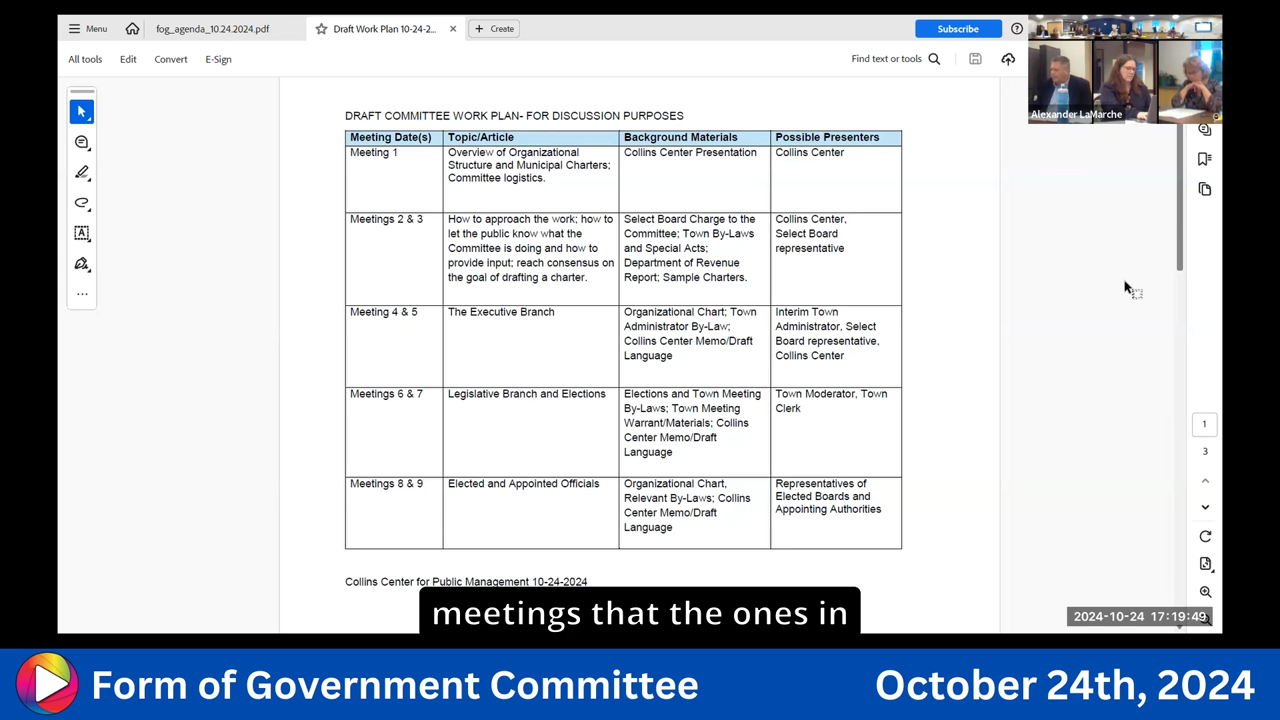 Menu
fog_agenda_10.24.2024.pdf
Draft Work Plan 10-24-2...
Create
Subscribe
All tools
Edit
Convert
E-Sign
Find text or tools
Alexander LaMarche
DRAFT COMMITTEE WORK PLAN- FOR DISCUSSION PURPOSES
Meeting Date(s)
Topic/Article
Background Materials
Possible Presenters
Meeting 1
Overview of Organizational
Structure and Municipal Charters;
Committee logistics.
Collins Center Presentation
Collins Center
Meetings 2 & 3
How to approach the work; how to
let the public know what the
Committee is doing and how to
provide input; reach consensus on
the goal of drafting a charter.
Select Board Charge to the
Committee; Town By-Laws
and Special Acts;
Department of Revenue
Report; Sample Charters.
Collins Center,
Select Board
representative
Meeting 4 & 5
The Executive Branch
Organizational Chart; Town
Administrator By-Law;
Collins Center Memo/Draft
Language
Interim Town
Administrator, Select
Board representative,
Collins Center
Meetings 6 & 7
Legislative Branch and Elections
Elections and Town Meeting
By-Laws; Town Meeting
Warrant/Materials; Collins
Center Memo/Draft
Language
Town Moderator, Town
Clerk
Meetings 8 & 9
Elected and Appointed Officials
Organizational Chart,
Relevant By-Laws; Collins
Center Memo/Draft
Language
Representatives of
Elected Boards and
Appointing Authorities
Collins Center for Public Management 10-24-2024
1
3
meetings that the ones in
2024-10-24 17:19:49
Form of Government Committee
October 24th, 2024